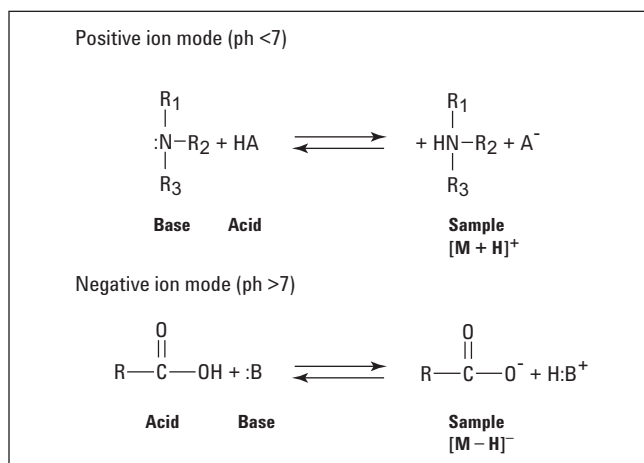 Positive ion mode (ph <7)
R1
:N—R2 + HA
R3
+ HN—R2 + A-
R1
R3
Base Acid
Sample
[M + H]+
Negative ion mode (ph >7)
O
R—C—OH + :B
O
R—C—O- + H:B+
Acid Base
Sample
[M – H]–